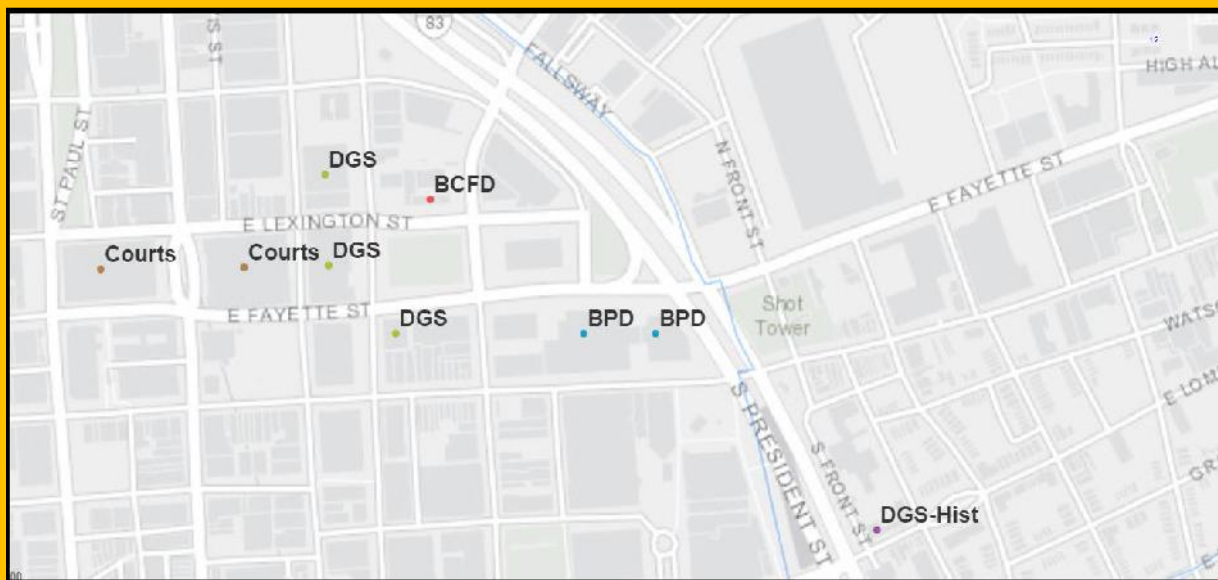 83
FALLSWAY
HIGH AL
ST PAUL ST
DGS
N FRONT ST
E FAYETTE ST
BCFD
E LEXINGTON ST
Courts
Courts
DGS
E FAYETTE ST
DGS
BPD
BPD
Shot
Tower
WATS
E LOM
S PRESIDENT ST
S FRONT ST
GR
DGS-Hist
E